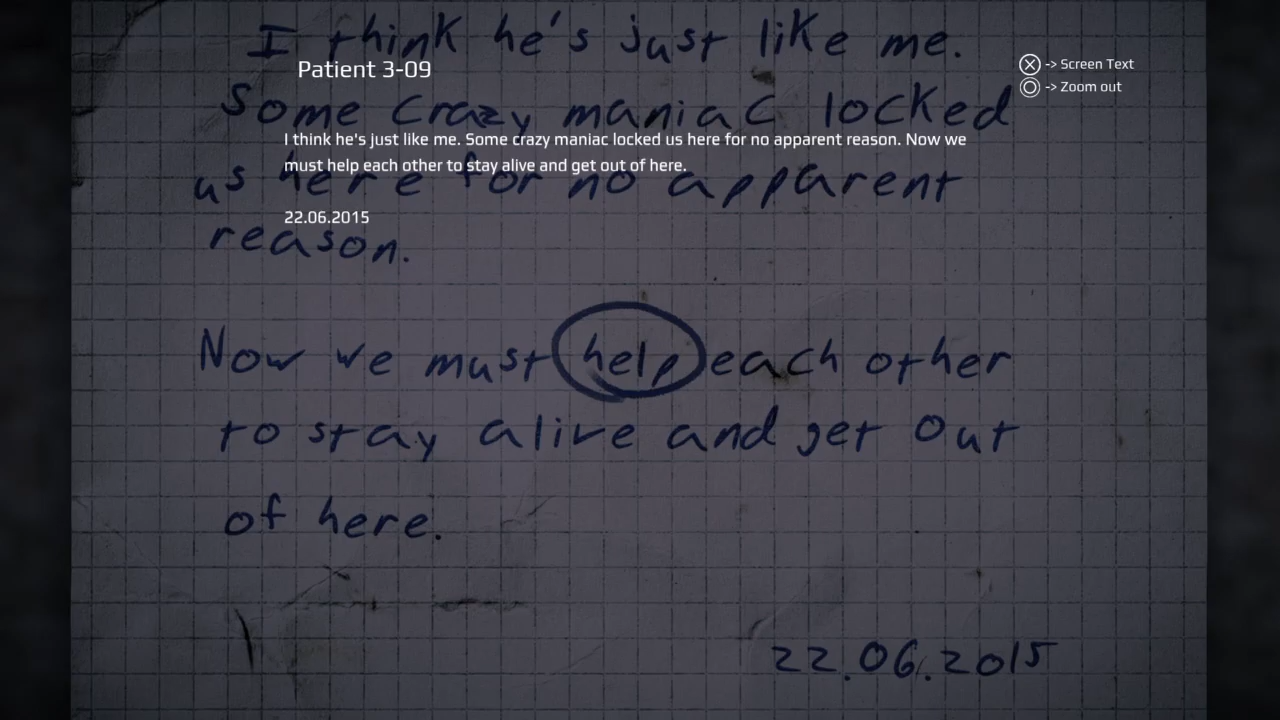 I think he's just like me.
Patient 3-09
⊗ -> Screen Text
◯ -> Zoom out
Some crazy maniac locked
I think he's just like me. Some crazy maniac locked us here for no apparent reason. Now we
must help each other to stay alive and get out of here.
us here for no apparent
22.06.2015
reason.
Now we must help each other
to stay alive and get out
of here.
22.06.2015